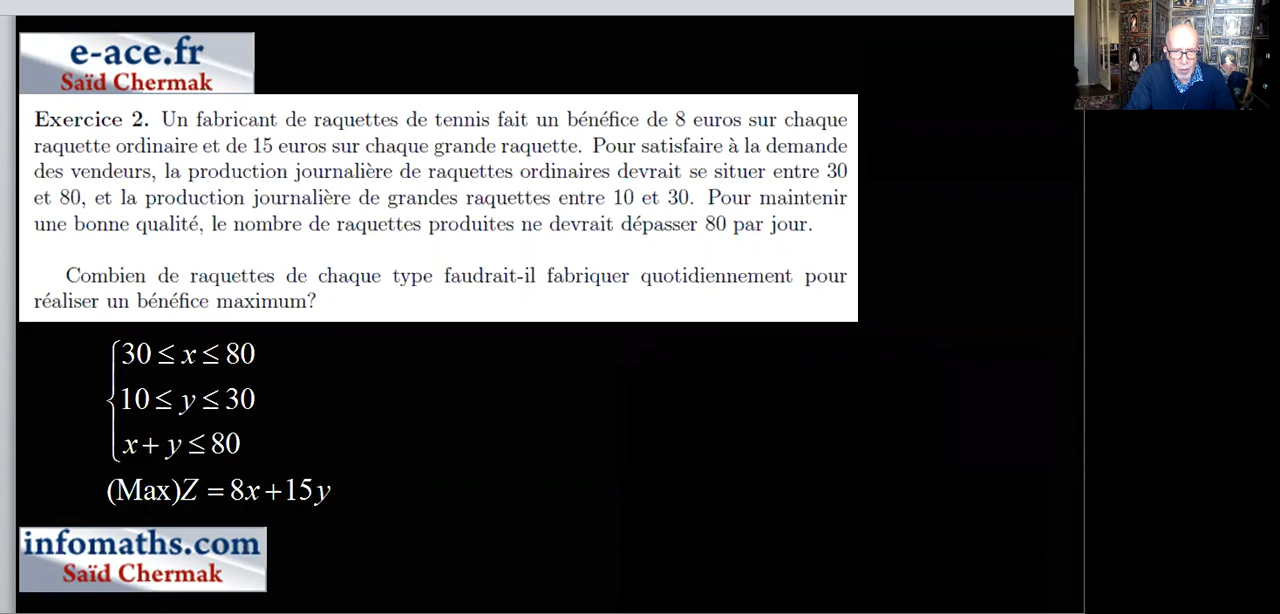 e-ace.fr
Saïd Chermak
Exercice 2. Un fabricant de raquettes de tennis fait un bénéfice de 8 euros sur chaque
raquette ordinaire et de 15 euros sur chaque grande raquette. Pour satisfaire à la demande
des vendeurs, la production journalière de raquettes ordinaires devrait se situer entre 30
et 80, et la production journalière de grandes raquettes entre 10 et 30. Pour maintenir
une bonne qualité, le nombre de raquettes produites ne devrait dépasser 80 par jour.
Combien de raquettes de chaque type faudrait-il fabriquer quotidiennement pour
réaliser un bénéfice maximum?
30 ≤ x ≤ 80
10 ≤ y ≤ 30
x + y ≤ 80
(Max)Z = 8x+15y
infomaths.com
Saïd Chermak